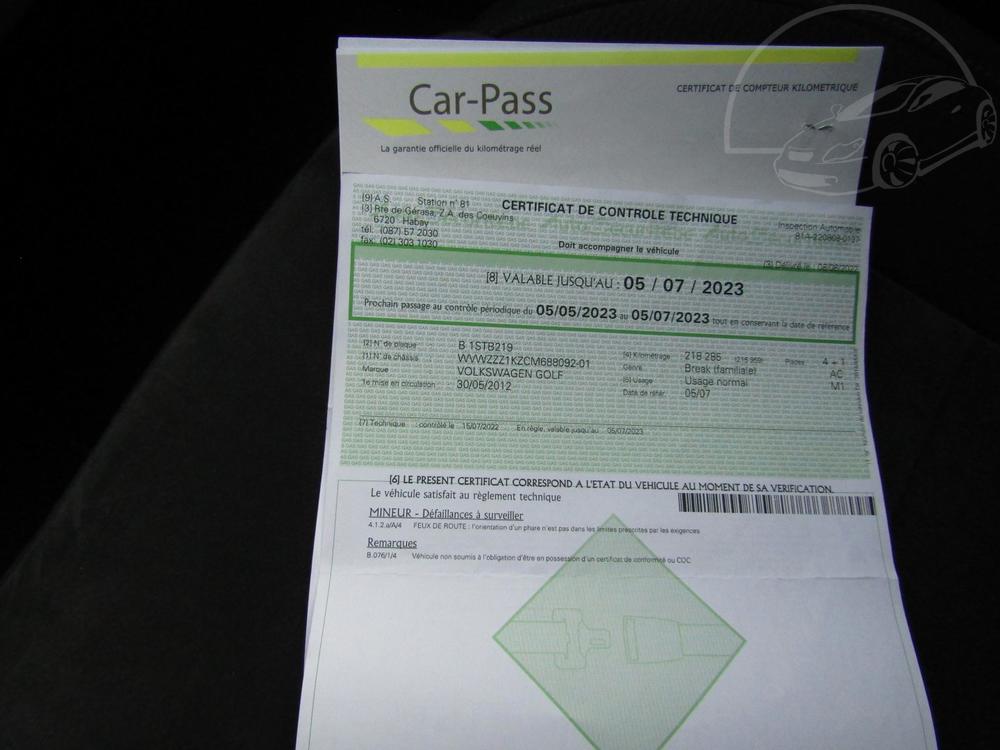 CERTIFICAT DE COMPTEUR KILOMETRIQUE
Car-Pass
La garantie officielle du kilométrage réel
(9) A.S. Station n° 81
(3) Rte de Gérasa, Z.A. des Coeuvins
6720 Habay
tél: (087) 57 2030
fax: (02) 303 1030
CERTIFICAT DE CONTROLE TECHNIQUE
Inspection Automobile
Doit accompagner le véhicule
[8] VALABLE JUSQU'AU : 05 / 07 / 2023
Prochain passage au contrôle périodique du 05/05/2023 au 05/07/2023 tout en conservant la date de référence
[2] N° de plaque : B 1STB219
[1] N° de châssis : WVWZZZ1KZCM688092-01
Marque : VOLKSWAGEN GOLF
1e mise en circulation : 30/05/2012
[4] Kilométrage : 218 285 (215 959) Places : 4 + 1
Genre : Break (familiale) AC
[5] Usage : Usage normal M1
Date de référ : 05/07
[7] Technique : contrôlé le 15/07/2022 En règle, valable jusqu'au 05/07/2023
[6] LE PRESENT CERTIFICAT CORRESPOND A L'ETAT DU VEHICULE AU MOMENT DE SA VERIFICATION.
Le véhicule satisfait au règlement technique
MINEUR - Défaillances à surveiller
4.1.2.a/A/4 FEUX DE ROUTE : l'orientation d'un phare n'est pas dans les limites prescrites par les exigences
Remarques
B.076/1/4 Véhicule non soumis à l'obligation d'être en possession d'un certificat de conformité ou COC